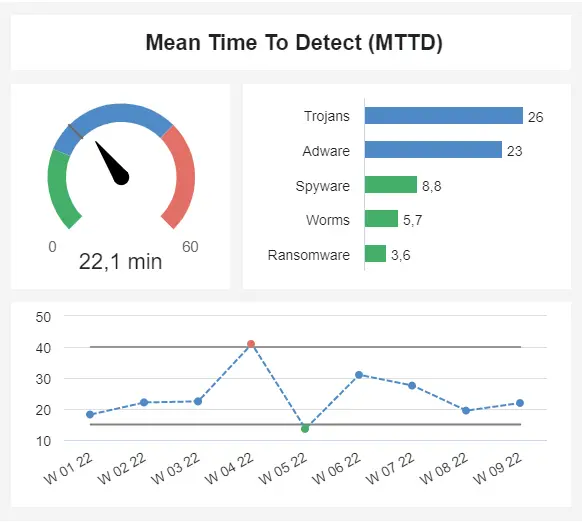 Mean Time To Detect (MTTD)
0
60
22,1 min
Trojans 26
Adware 23
Spyware 8,8
Worms 5,7
Ransomware 3,6
50
40
30
20
10
W 01 22 W 02 22 W 03 22 W 04 22 W 05 22 W 06 22 W 07 22 W 08 22 W 09 22